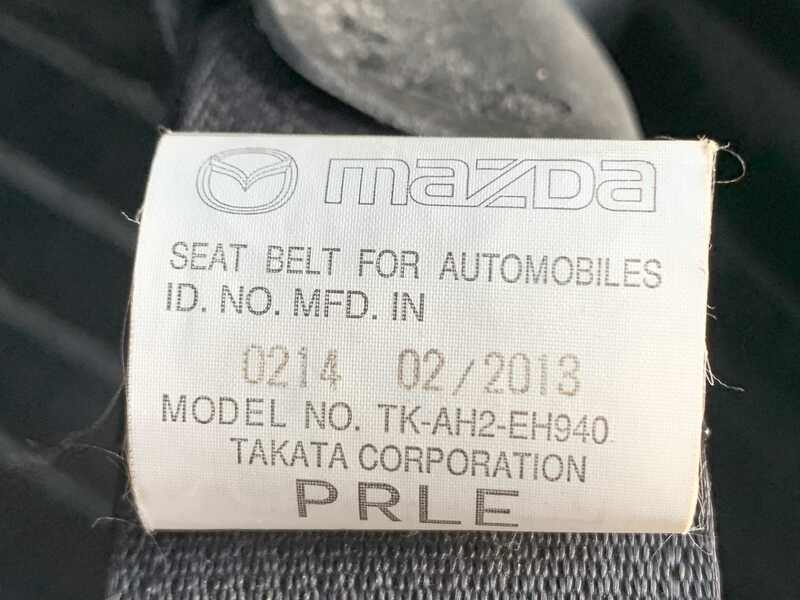 mazda
SEAT BELT FOR AUTOMOBILES
ID. NO. MFD. IN
0214 02/2013
MODEL NO. TK-AH2-EH940
TAKATA CORPORATION
PRLE